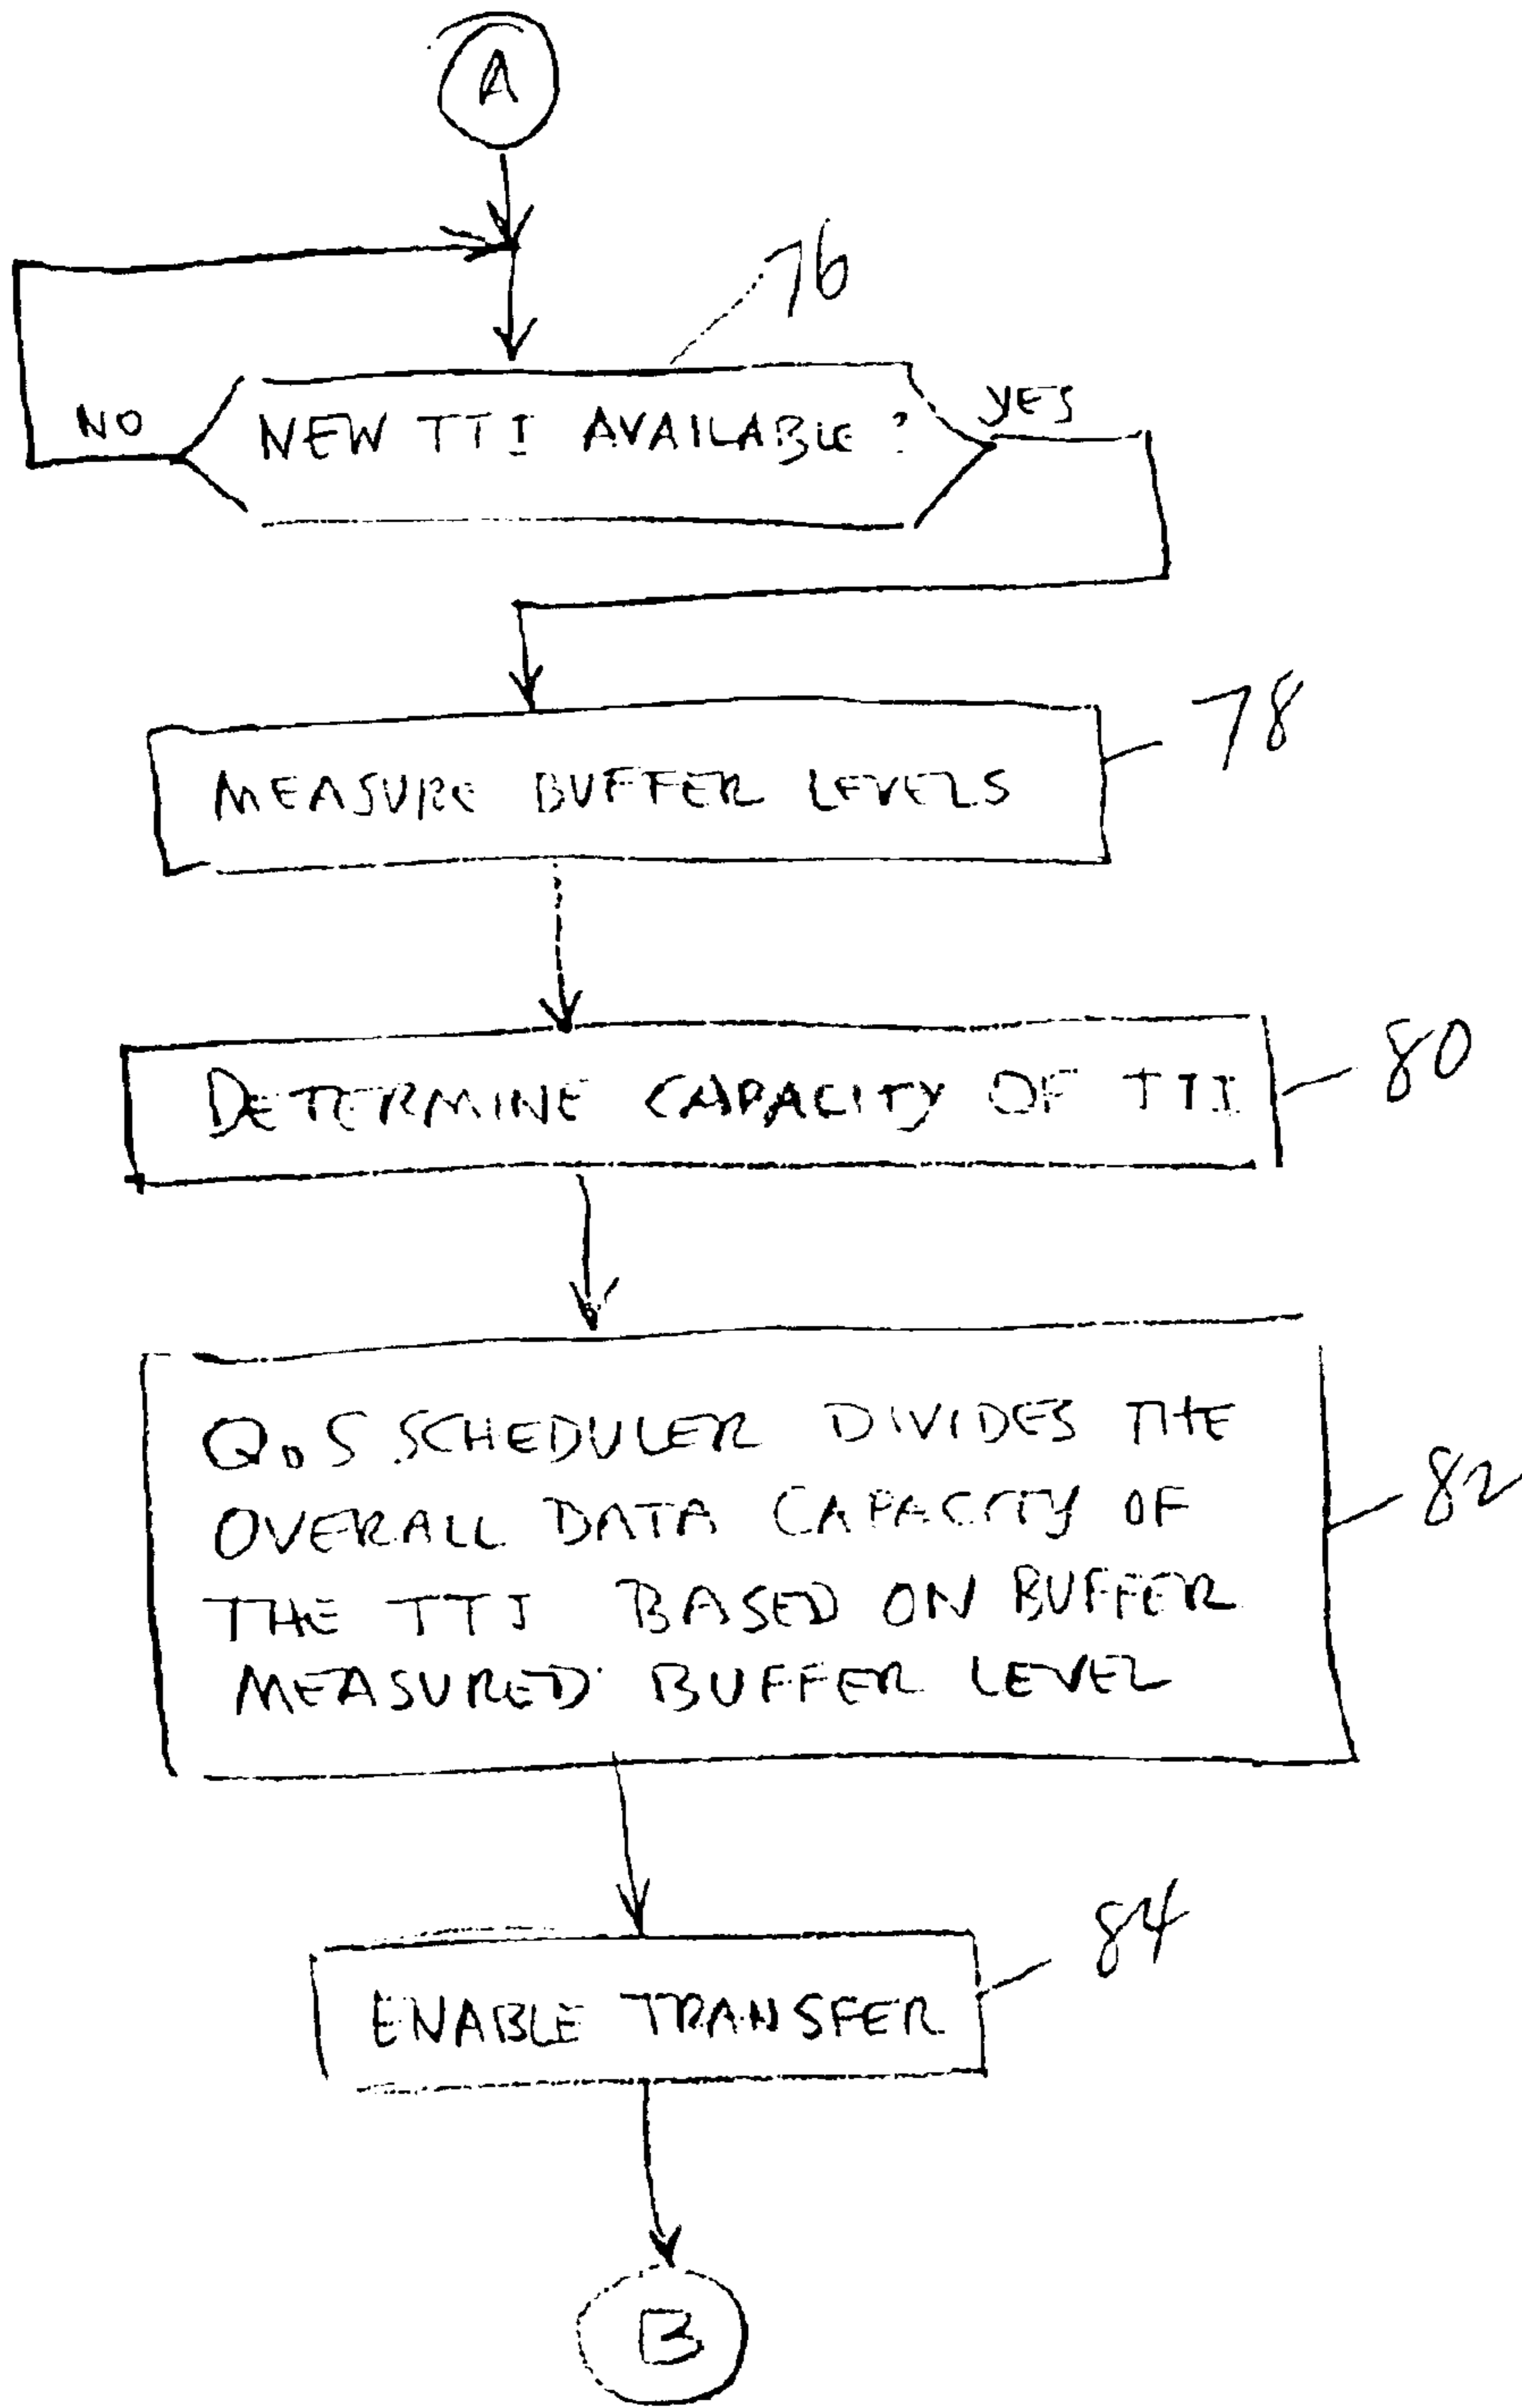 A
76
NO
NEW TTI AVAILABLE?
YES
78
MEASURE BUFFER LEVELS
80
DETERMINE CAPACITY OF TTI
QoS SCHEDULER DIVIDES THE
OVERALL DATA CAPACITY OF
THE TTI BASED ON BUFFER
MEASURED BUFFER LEVEL
82
84
ENABLE TRANSFER
B